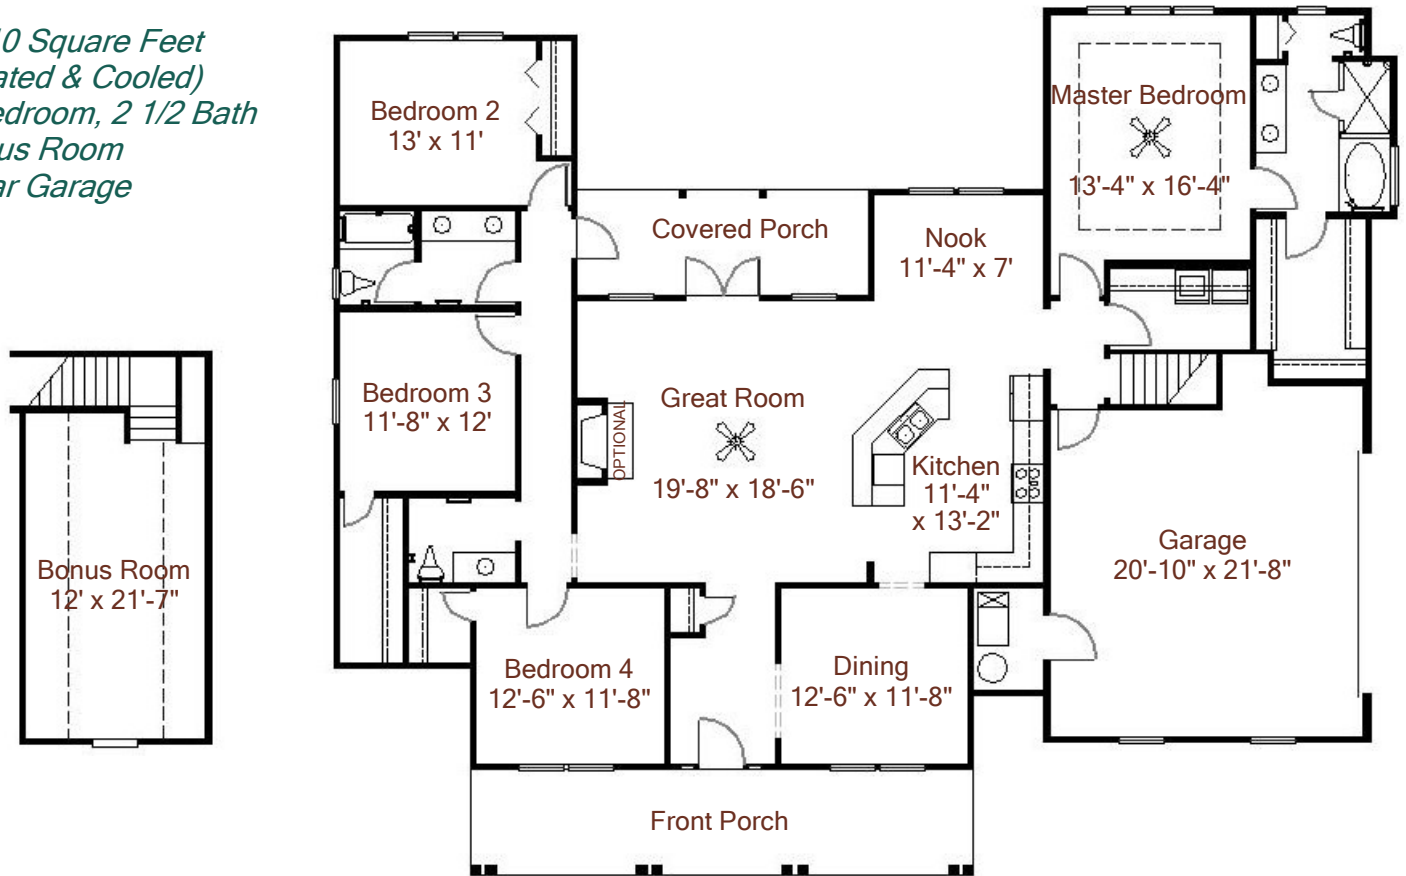 0 Square Feet
ated & Cooled)
edroom, 2 1/2 Bath
us Room
ar Garage
Bedroom 2
13' x 11'
Master Bedroom
13'-4" x 16'-4"
Covered Porch
Nook
11'-4" x 7'
Bedroom 3
11'-8" x 12'
Great Room
19'-8" x 18'-6"
OPTIONAL
Kitchen
11'-4"
x 13'-2"
Garage
20'-10" x 21'-8"
Bonus Room
12' x 21'-7"
Bedroom 4
12'-6" x 11'-8"
Dining
12'-6" x 11'-8"
Front Porch